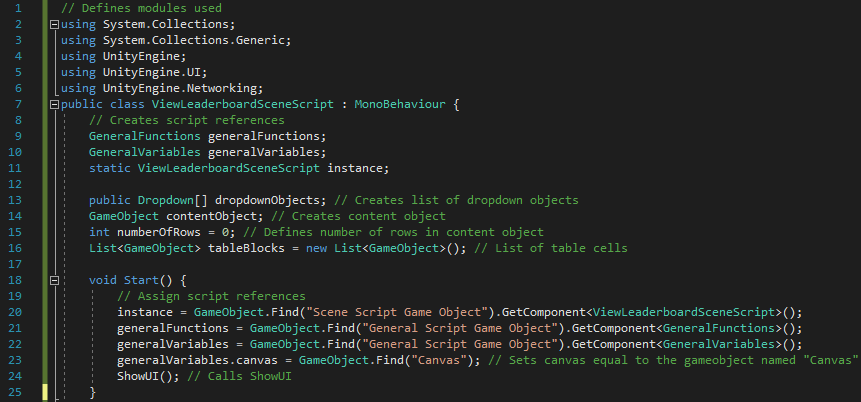 1 // Defines modules used
2 using System.Collections;
3 using System.Collections.Generic;
4 using UnityEngine;
5 using UnityEngine.UI;
6 using UnityEngine.Networking;
7 public class ViewLeaderboardSceneScript : MonoBehaviour {
8 // Creates script references
9 GeneralFunctions generalFunctions;
10 GeneralVariables generalVariables;
11 static ViewLeaderboardSceneScript instance;
12
13 public Dropdown[] dropdownObjects; // Creates list of dropdown objects
14 GameObject contentObject; // Creates content object
15 int numberOfRows = 0; // Defines number of rows in content object
16 List<GameObject> tableBlocks = new List<GameObject>(); // List of table cells
17
18 void Start() {
19 // Assign script references
20 instance = GameObject.Find("Scene Script Game Object").GetComponent<ViewLeaderboardSceneScript>();
21 generalFunctions = GameObject.Find("General Script Game Object").GetComponent<GeneralFunctions>();
22 generalVariables = GameObject.Find("General Script Game Object").GetComponent<GeneralVariables>();
23 generalVariables.canvas = GameObject.Find("Canvas"); // Sets canvas equal to the gameobject named "Canvas"
24 ShowUI(); // Calls ShowUI
25 }